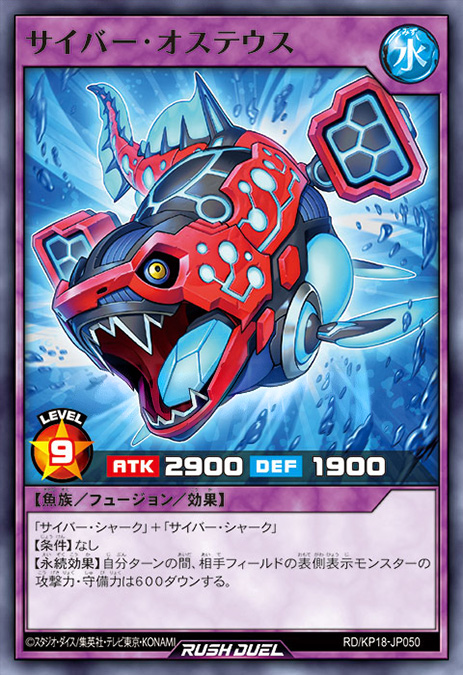 サイバー・オステウス
みず
水
LEVEL
9
ATK 2900 DEF 1900
【魚族／フュージョン／効果】
「サイバー・シャーク」＋「サイバー・シャーク」
【条件】なし
【永続効果】自分ターンの間、相手フィールドの表側表示モンスターの
攻撃力・守備力は600ダウンする。
©スタジオ・ダイス/集英社・テレビ東京・KONAMI
RUSH DUEL
RD/KP18-JP050